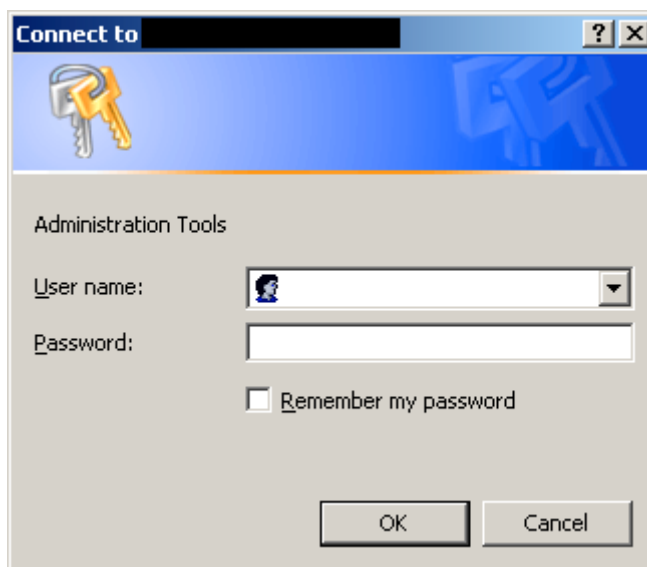 Connect to
Administration Tools
User name:
Password:
Remember my password
OK Cancel